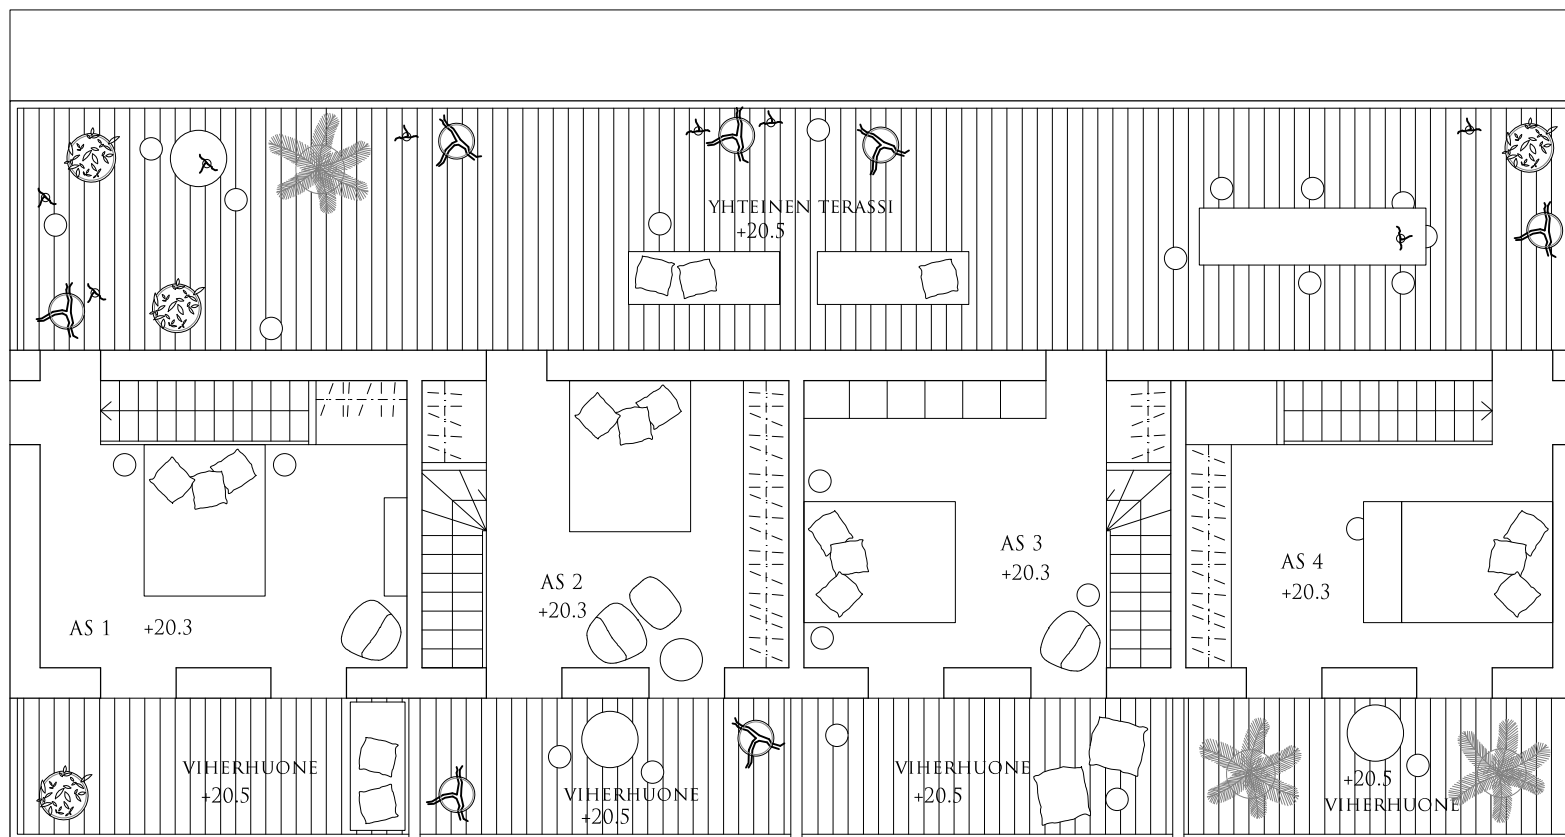 YHTEINEN TERASSI
+20.5
AS 1 +20.3
AS 2
+20.3
AS 3
+20.3
AS 4
+20.3
VIHERHUONE
+20.5
VIHERHUONE
+20.5
VIHERHUONE
+20.5
+20.5
VIHERHUONE